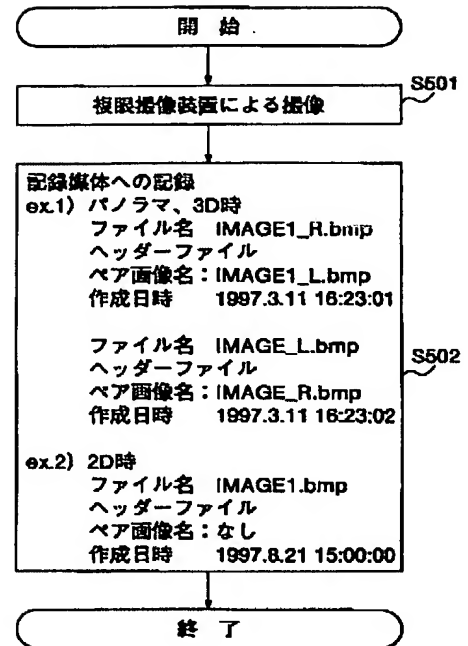 開 始
複眼撮像装置による撮像
S501
記録媒体への記録
ex.1) パノラマ、3D時
ファイル名 IMAGE1_R.bmp
ヘッダーファイル
ペア画像名：IMAGE1_L.bmp
作成日時 1997.3.11 16:23:01
ファイル名 IMAGE_L.bmp
ヘッダーファイル
ペア画像名：IMAGE_R.bmp
作成日時 1997.3.11 16:23:02
S502
ex.2) 2D時
ファイル名 IMAGE1.bmp
ヘッダーファイル
ペア画像名：なし
作成日時 1997.8.21 15:00:00
終 了